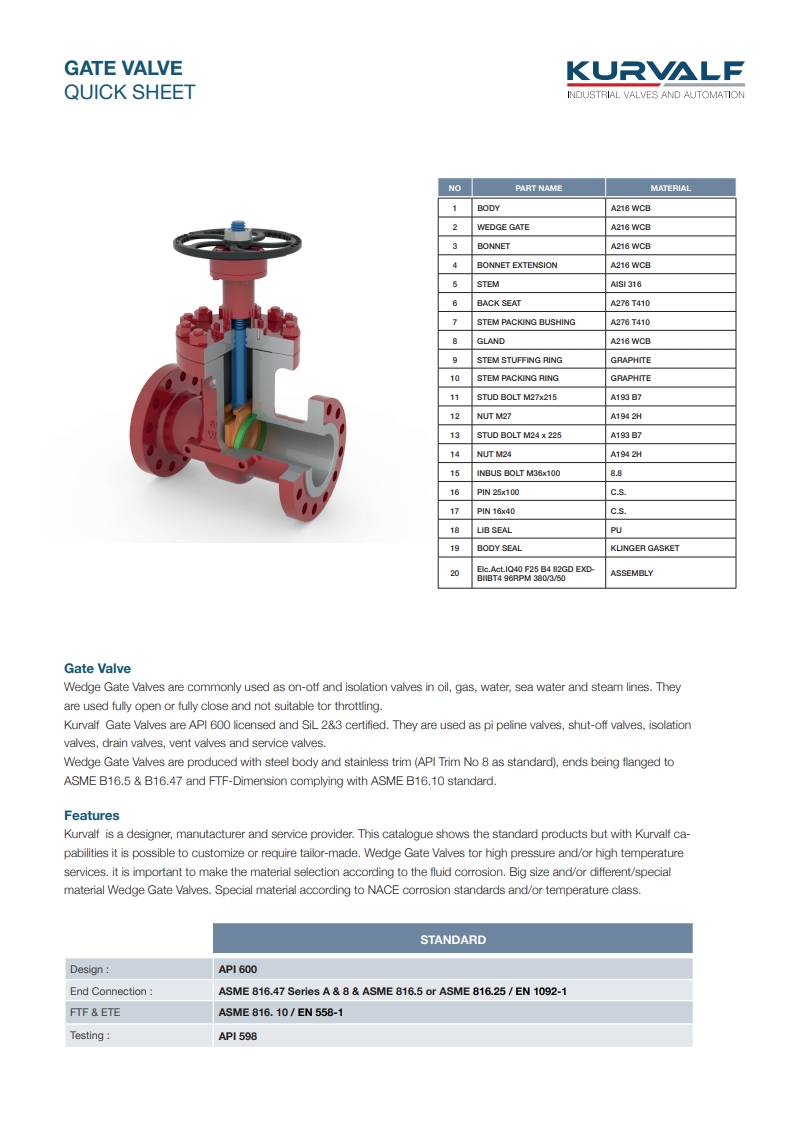 GATE VALVE
QUICK SHEET
KURVALF
INDUSTRIAL VALVES AND AUTOMATION
NO PART NAME MATERIAL
1 BODY A216 WCB
2 WEDGE GATE A216 WCB
3 BONNET A216 WCB
4 BONNET EXTENSION A216 WCB
5 STEM AISI 316
6 BACK SEAT A276 T410
7 STEM PACKING BUSHING A276 T410
8 GLAND A216 WCB
9 STEM STUFFING RING GRAPHITE
10 STEM PACKING RING GRAPHITE
11 STUD BOLT M27x215 A193 B7
12 NUT M27 A194 2H
13 STUD BOLT M24 x 225 A193 B7
14 NUT M24 A194 2H
15 INBUS BOLT M36x100 8.8
16 PIN 25x100 C.S.
17 PIN 16x40 C.S.
18 LIB SEAL PU
19 BODY SEAL KLINGER GASKET
20 Elc.Act.IQ40 F25 B4 II2GD EXD-
BIIBT4 96RPM 380/3/50 ASSEMBLY
Gate Valve
Wedge Gate Valves are commonly used as on-otf and isolation valves in oil, gas, water, sea water and steam lines. They
are used fully open or fully close and not suitable tor throttling.
Kurvalf Gate Valves are API 600 licensed and SiL 2&3 certified. They are used as pi peline valves, shut-off valves, isolation
valves, drain valves, vent valves and service valves.
Wedge Gate Valves are produced with steel body and stainless trim (API Trim No 8 as standard), ends being flanged to
ASME B16.5 & B16.47 and FTF-Dimension complying with ASME B16.10 standard.
Features
Kurvalf is a designer, manutacturer and service provider. This catalogue shows the standard products but with Kurvalf ca-
pabilities it is possible to customize or require tailor-made. Wedge Gate Valves tor high pressure and/or high temperature
services. it is important to make the material selection according to the fluid corrosion. Big size and/or different/special
material Wedge Gate Valves. Special material according to NACE corrosion standards and/or temperature class.
STANDARD
Design : API 600
End Connection : ASME 816.47 Series A & 8 & ASME 816.5 or ASME 816.25 / EN 1092-1
FTF & ETE ASME 816. 10 / EN 558-1
Testing : API 598